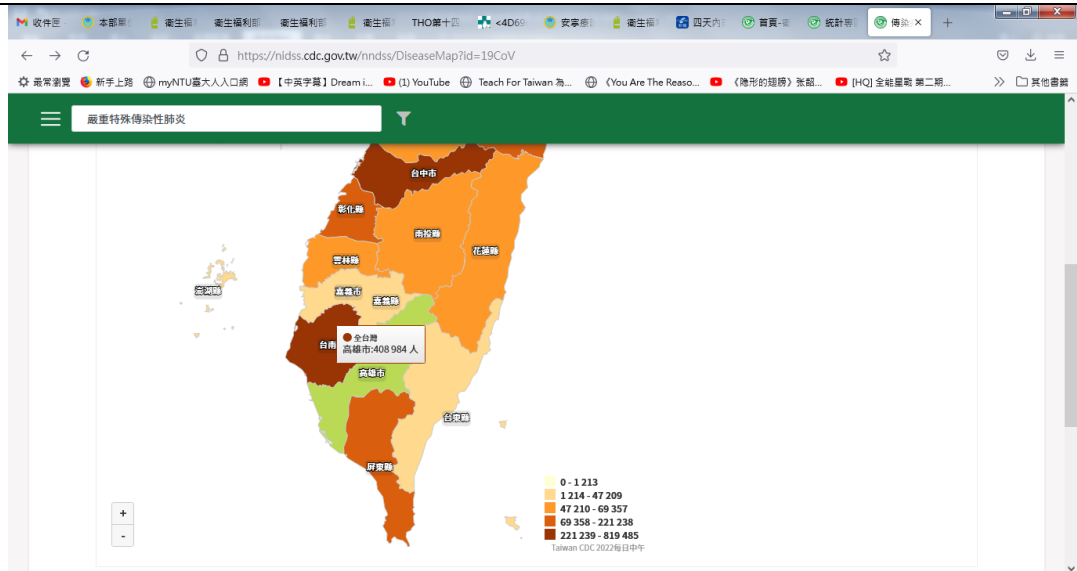 收件匣 -
本部單
衛生福
衛生福利部
衛生福利部
衛生福
THO第十四
<4D69
安寧療
衛生福
四天內
首頁-衛
統計專
傳染
https://nidss.cdc.gov.tw/nndss/DiseaseMap?id=19CoV
最常瀏覽
新手上路
myNTU臺大人入口網
【中英字幕】Dream i...
(1) YouTube
Teach For Taiwan 為...
《You Are The Reaso...
《隐形的翅膀》张韶...
[HQ] 全能星戰 第二期...
其他書籤
嚴重特殊傳染性肺炎
台中市
彰化縣
南投縣
花蓮縣
雲林縣
澎湖縣
嘉義市
嘉義縣
台南
全台灣
高雄市:408 984 人
高雄市
台東縣
屏東縣
+
-
0 - 1 213
1 214 - 47 209
47 210 - 69 357
69 358 - 221 238
221 239 - 819 485
Taiwan CDC 2022每日中午